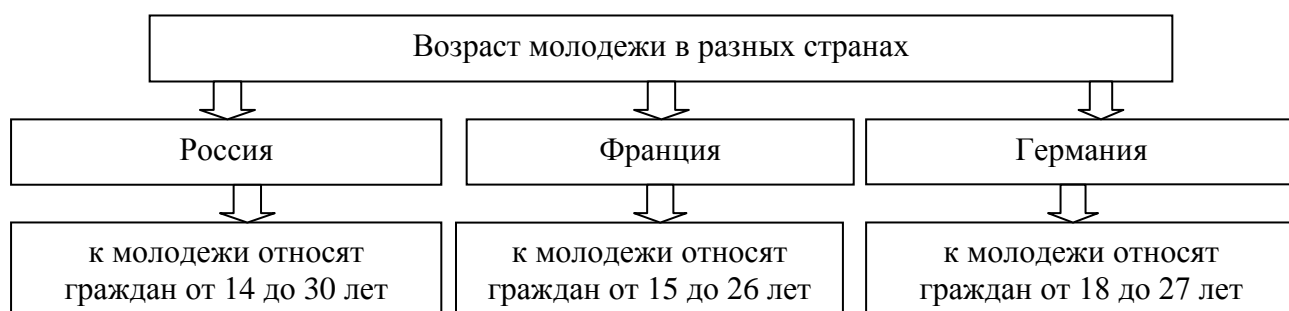 Возраст молодежи в разных странах
Россия
Франция
Германия
к молодежи относят
граждан от 14 до 30 лет
к молодежи относят
граждан от 15 до 26 лет
к молодежи относят
граждан от 18 до 27 лет